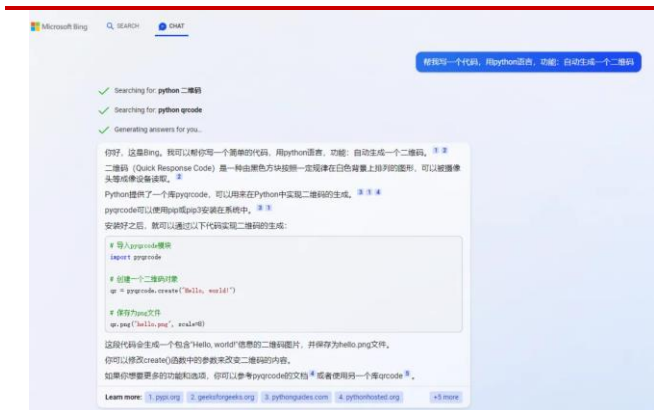 Microsoft Bing
SEARCH
CHAT
帮我写一个代码，用python语言，功能：自动生成一个二维码
Searching for: python 二维码
Searching for: python qrcode
Generating answers for you...
你好，这是Bing。我可以帮你写一个简单的代码，用python语言，功能：自动生成一个二维码。 1 2
二维码（Quick Response Code）是一种由黑色方块按照一定规律在白色背景上排列的图形，可以被摄像
头等成像设备读取。 2
Python提供了一个库pyqrcode，可以用来在Python中实现二维码的生成。 3 1 4
pyqrcode可以使用pip或pip3安装在系统中。 3 1
安装好之后，就可以通过以下代码实现二维码的生成：
# 导入pyqrcode模块
import pyqrcode
# 创建一个二维码对象
qr = pyqrcode.create("Hello, world!")
# 保存为png文件
qr.png("hello.png", scale=8)
这段代码会生成一个包含"Hello, world!"信息的二维码图片，并保存为hello.png文件。
你可以修改create()函数中的参数来改变二维码的内容。
如果你想要更多的功能和选项，你可以参考pyqrcode的文档 4 或者使用另一个库qrcode 5 。
Learn more: 1. pypi.org 2. geeksforgeeks.org 3. pythonguides.com 4. pythonhosted.org +5 more